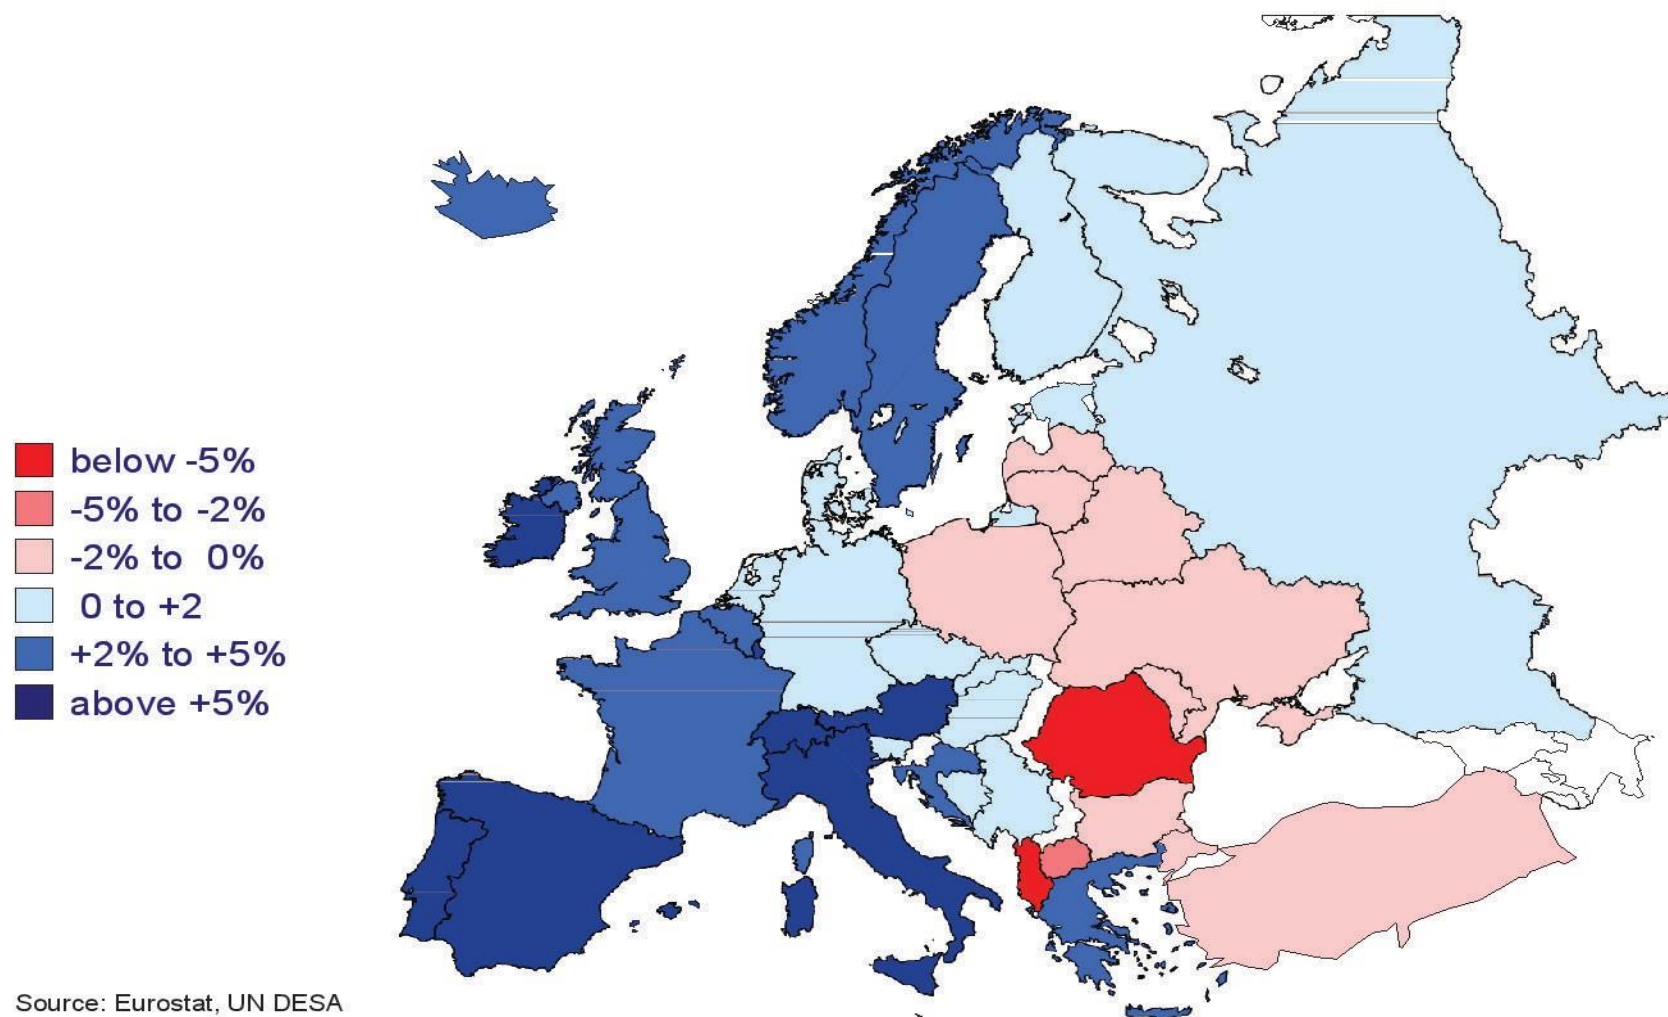 below -5%
-5% to -2%
-2% to 0%
0 to +2
+2% to +5%
above +5%
Source: Eurostat, UN DESA